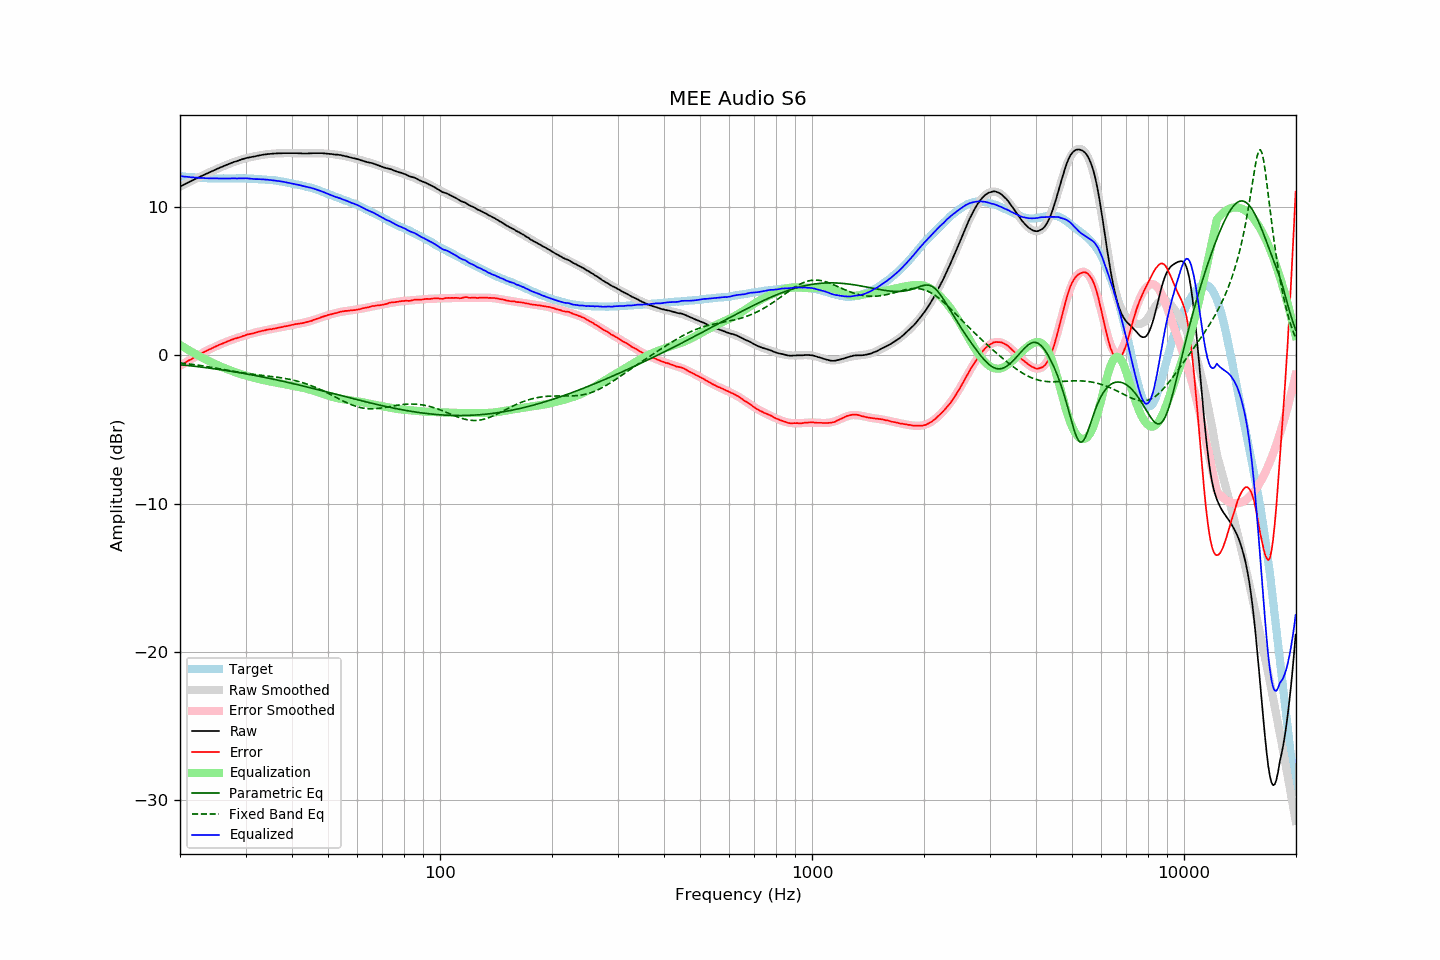 MEE Audio S6
10
0
−10
−20
−30
Amplitude (dBr)
Target
Raw Smoothed
Error Smoothed
Raw
Error
Equalization
Parametric Eq
Fixed Band Eq
Equalized
100
1000
10000
Frequency (Hz)